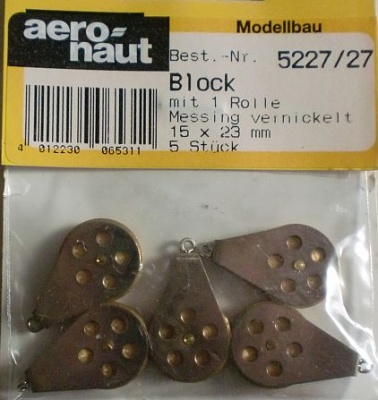 aero-
naut
Modellbau
Best.-Nr. 5227/27
Block
mit 1 Rolle
Messing vernickelt
15 x 23 mm
5 Stück
4 012230 065311